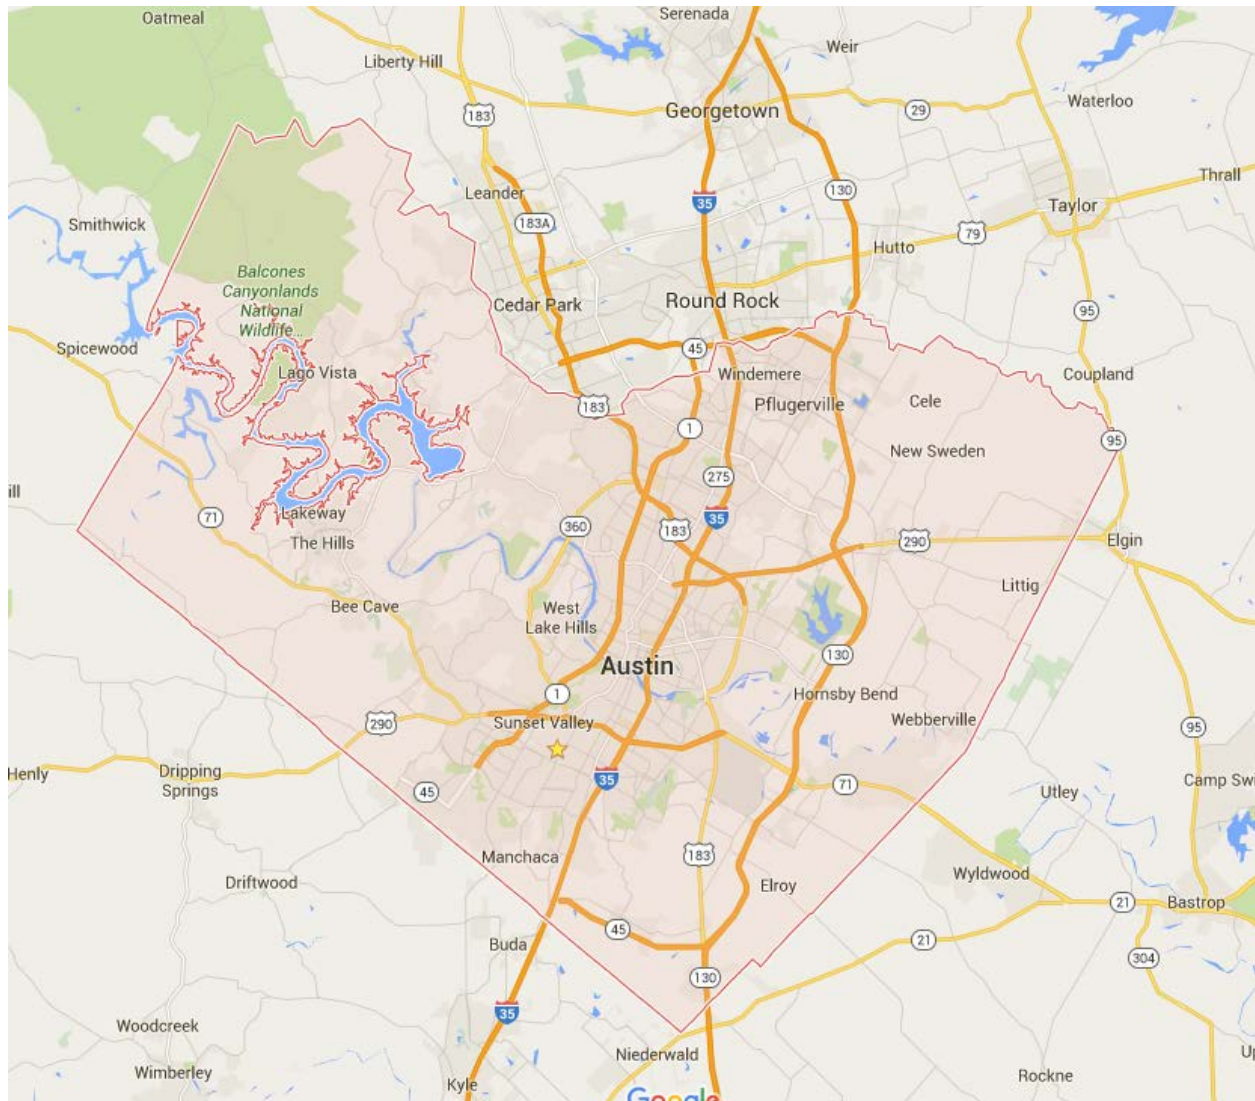 Serenada
Oatmeal
Weir
Liberty Hill
Waterloo
183
Georgetown
29
Thrall
130
Leander
35
Taylor
183A
Smithwick
79
Hutto
Balcones
Canyonlands
National
Wildlife...
Cedar Park
Round Rock
95
Spicewood
45
Lago Vista
Windemere
Coupland
183
Pflugerville
Cele
1
95
New Sweden
275
Lakeway
71
35
360
183
The Hills
290
Elgin
Littig
Bee Cave
West
Lake Hills
130
Austin
1
Hornsby Bend
290
Sunset Valley
Webberville
95
Henly
Dripping
Springs
35
45
71
Utley
Camp Swi
Manchaca
183
Driftwood
Elroy
Wyldwood
21
Bastrop
45
Buda
21
304
130
35
Woodcreek
Niederwald
Wimberley
Rockne
Kyle
Google